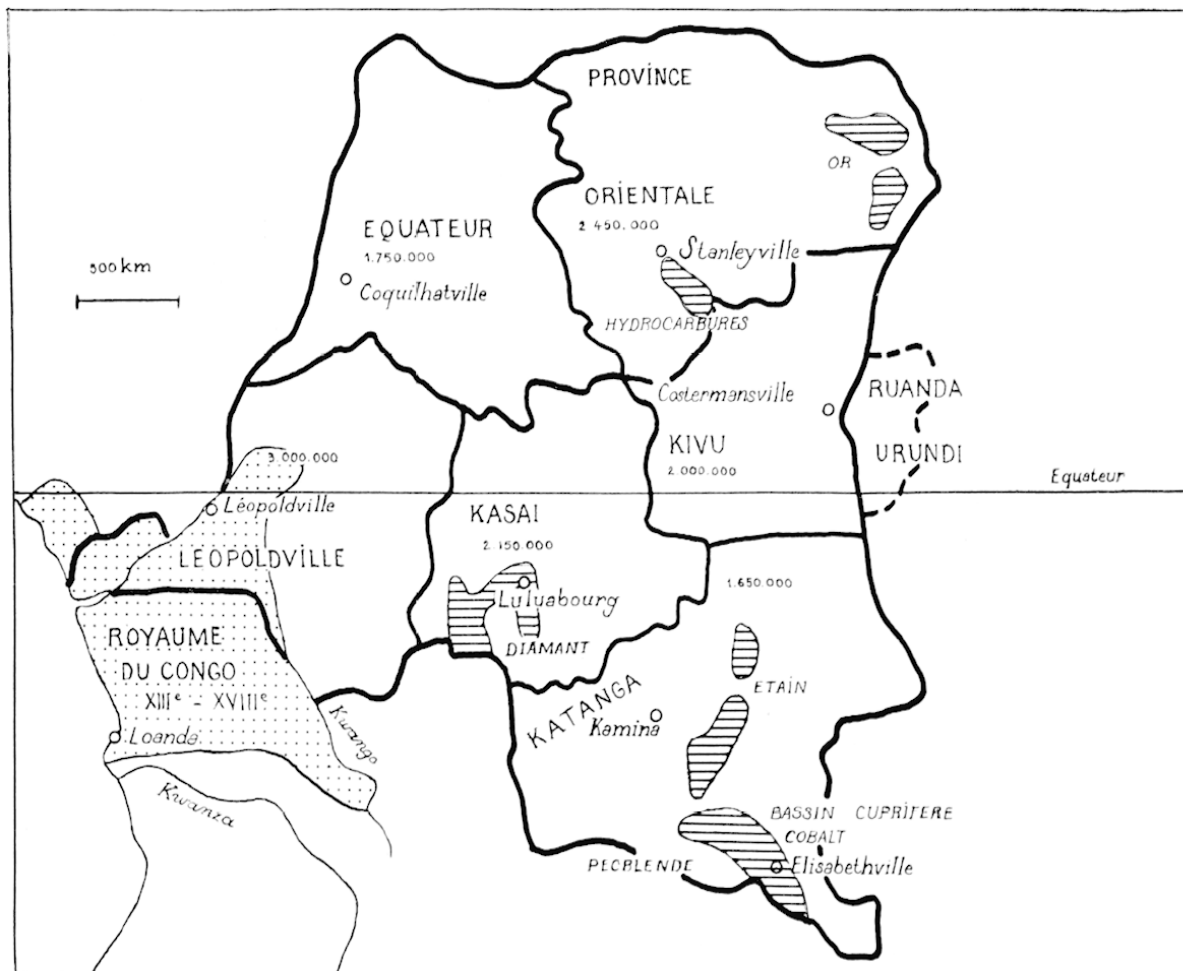 PROVINCE
OR
ORIENTALE
2 450.000
EQUATEUR
1.750.000
Stanleyville
500 km
Coquilhatville
HYDROCARBURES
Costermansville
RUANDA
URUNDI
KIVU
2.000.000
3.000.000
Equateur
Léopoldville
KASAI
2.150.000
LEOPOLDVILLE
1.650.000
Luluabourg
DIAMANT
ROYAUME
DU CONGO
XIIIe - XVIIIe
ETAIN
KATANGA
Kamina
Kwango
Loanda
Kwanza
BASSIN CUPRIFERE
COBALT
PECBLENDE
Elisabethville